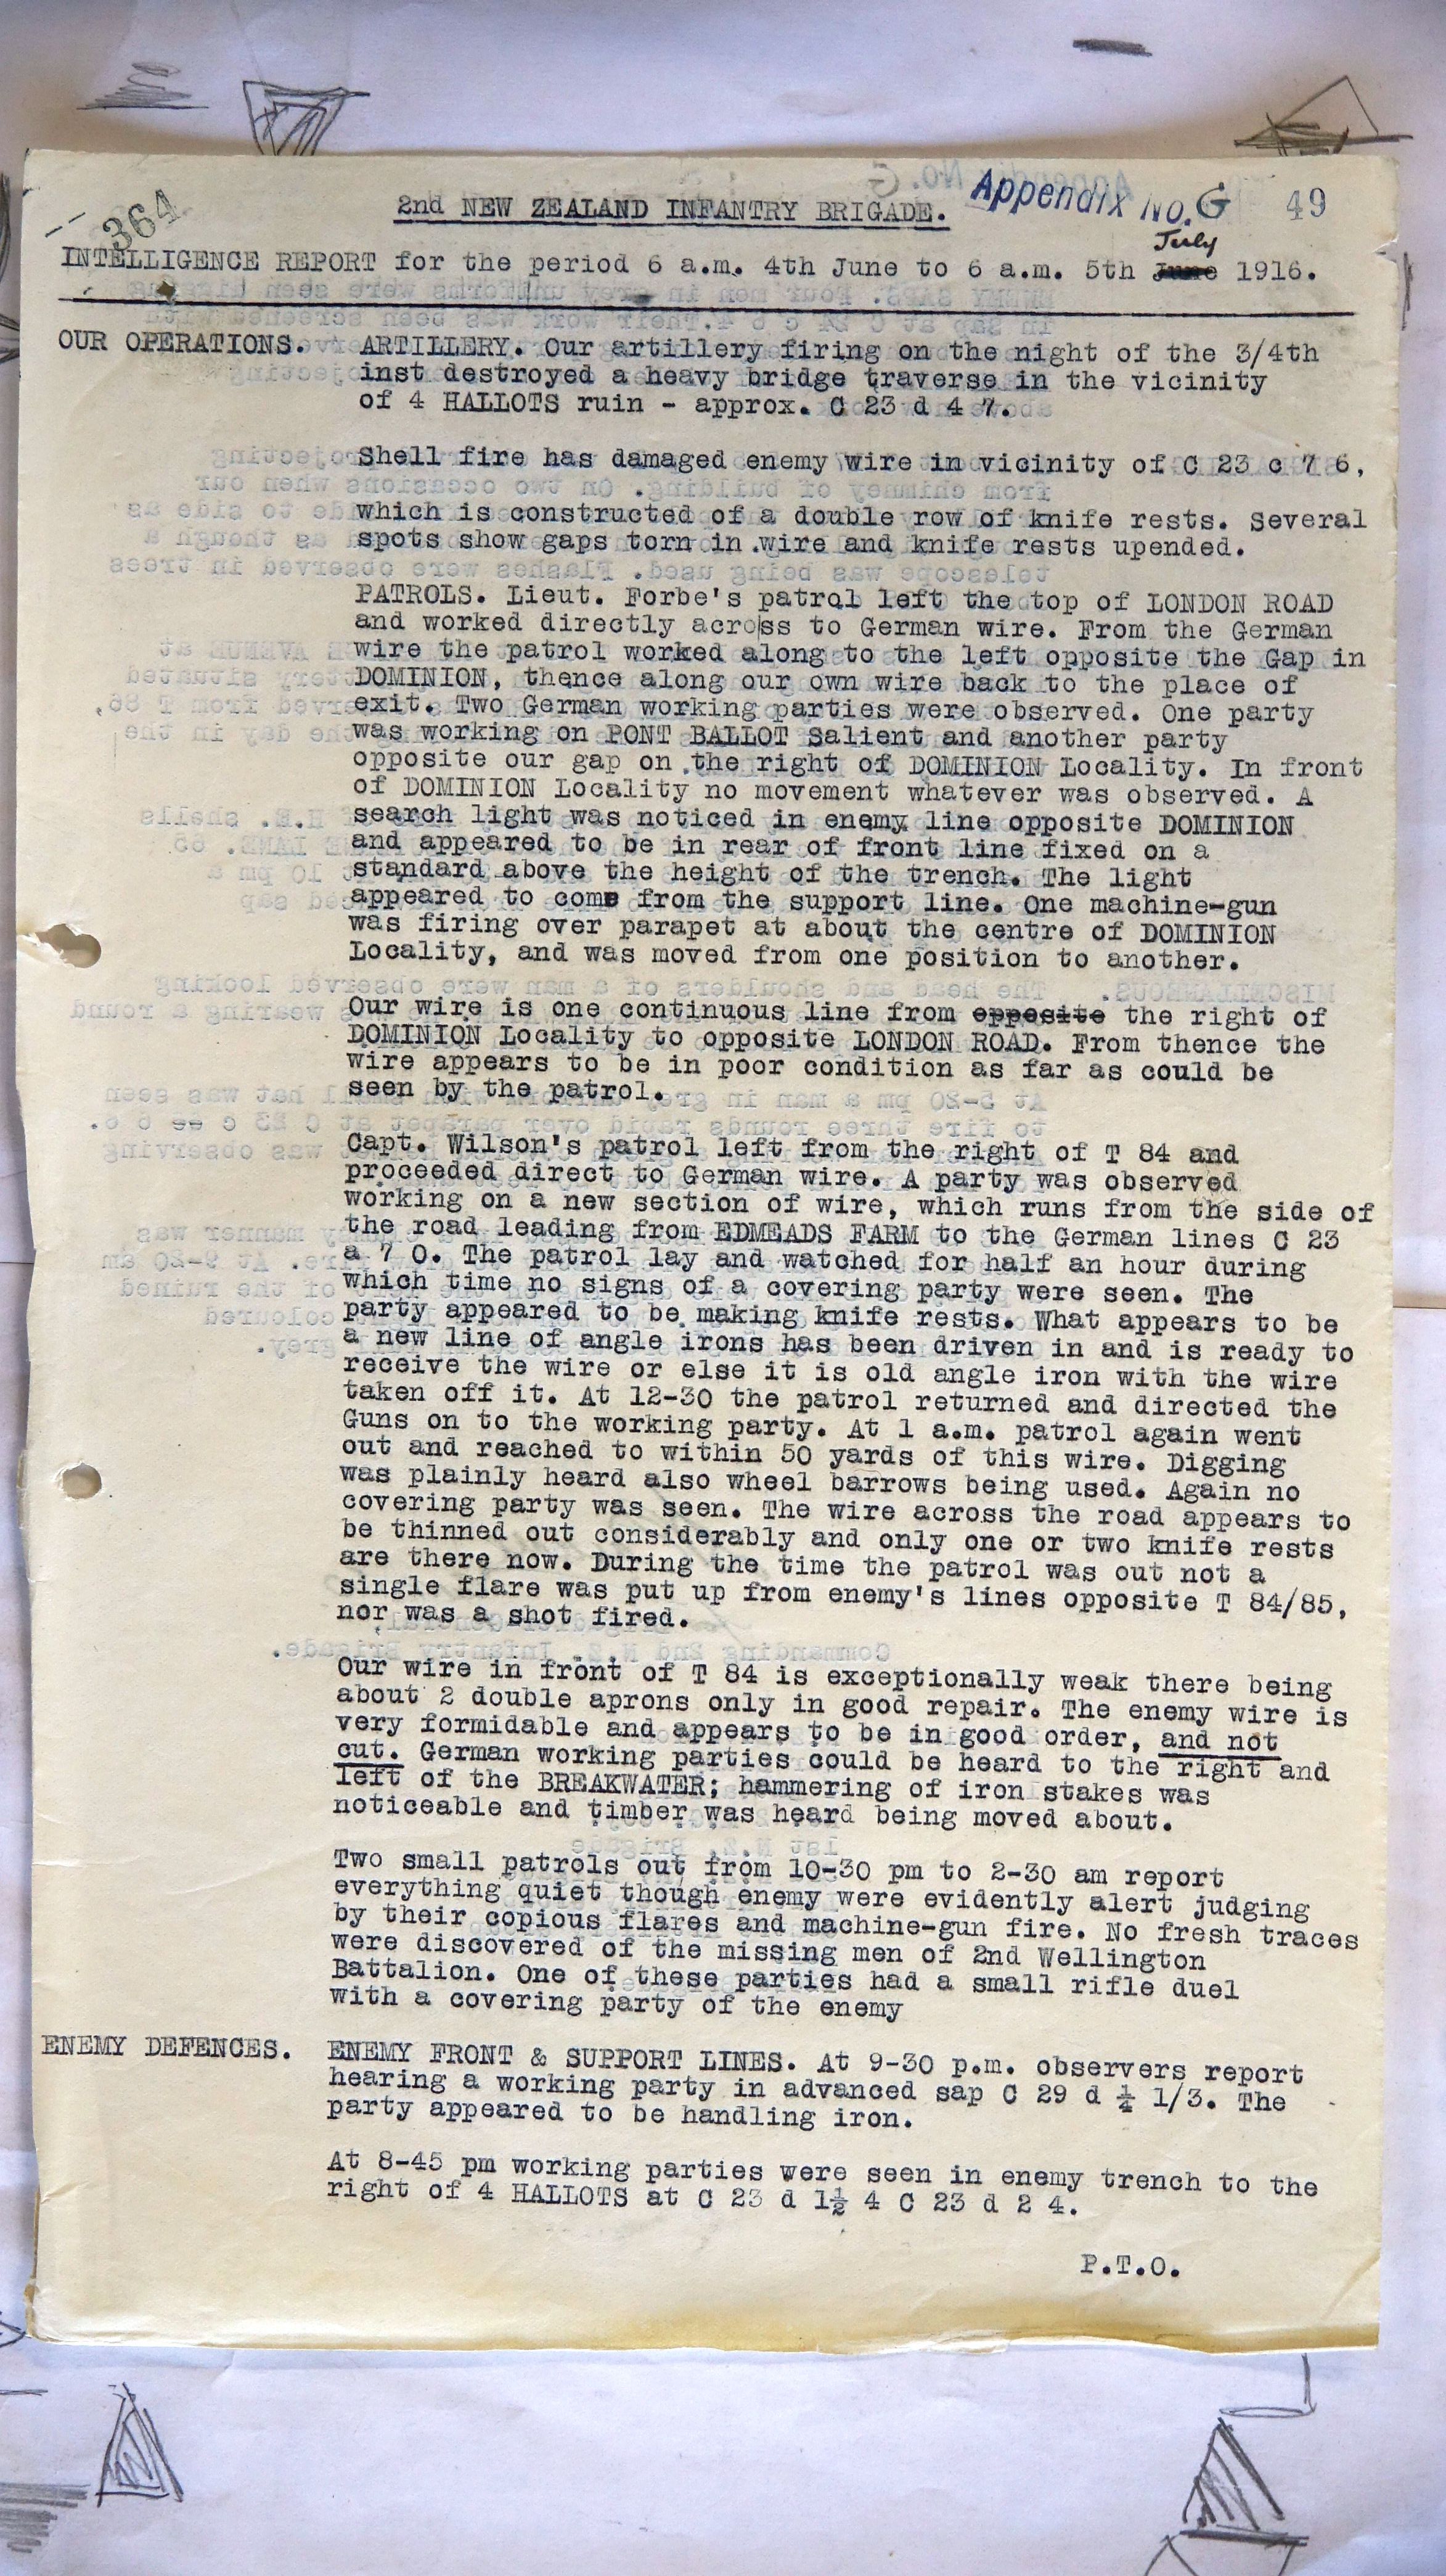 364
2nd NEW ZEALAND INFANTRY BRIGADE.
Appendix No. G
49
July
INTELLIGENCE REPORT for the period 6 a.m. 4th June to 6 a.m. 5th June 1916.
OUR OPERATIONS. ARTILLERY. Our artillery firing on the night of the 3/4th
inst destroyed a heavy bridge traverse in the vicinity
of 4 HALLOTS ruin - approx. C 23 d 4 7.
Shell fire has damaged enemy wire in vicinity of C 23 c 7 6,
which is constructed of a double row of knife rests. Several
spots show gaps torn in wire and knife rests upended.
PATROLS. Lieut. Forbe's patrol left the top of LONDON ROAD
and worked directly across to German wire. From the German
wire the patrol worked along to the left opposite the Gap in
DOMINION, thence along our own wire back to the place of
exit. Two German working parties were observed. One party
was working on PONT BALLOT Salient and another party
opposite our gap on the right of DOMINION Locality. In front
of DOMINION Locality no movement whatever was observed. A
search light was noticed in enemy line opposite DOMINION
and appeared to be in rear of front line fixed on a
standard above the height of the trench. The light
appeared to come from the support line. One machine-gun
was firing over parapet at about the centre of DOMINION
Locality, and was moved from one position to another.
Our wire is one continuous line from opposite the right of
DOMINION Locality to opposite LONDON ROAD. From thence the
wire appears to be in poor condition as far as could be
seen by the patrol.
Capt. Wilson's patrol left from the right of T 84 and
proceeded direct to German wire. A party was observed
working on a new section of wire, which runs from the side of
the road leading from EDMEADS FARM to the German lines C 23
a 7 0. The patrol lay and watched for half an hour during
which time no signs of a covering party were seen. The
party appeared to be making knife rests. What appears to be
a new line of angle irons has been driven in and is ready to
receive the wire or else it is old angle iron with the wire
taken off it. At 12-30 the patrol returned and directed the
Guns on to the working party. At 1 a.m. patrol again went
out and reached to within 50 yards of this wire. Digging
was plainly heard also wheel barrows being used. Again no
covering party was seen. The wire across the road appears to
be thinned out considerably and only one or two knife rests
are there now. During the time the patrol was out not a
single flare was put up from enemy's lines opposite T 84/85,
nor was a shot fired.
Our wire in front of T 84 is exceptionally weak there being
about 2 double aprons only in good repair. The enemy wire is
very formidable and appears to be in good order, and not
cut. German working parties could be heard to the right and
left of the BREAKWATER; hammering of iron stakes was
noticeable and timber was heard being moved about.
Two small patrols out from 10-30 pm to 2-30 am report
everything quiet though enemy were evidently alert judging
by their copious flares and machine-gun fire. No fresh traces
were discovered of the missing men of 2nd Wellington
Battalion. One of these parties had a small rifle duel
with a covering party of the enemy
ENEMY DEFENCES. ENEMY FRONT & SUPPORT LINES. At 9-30 p.m. observers report
hearing a working party in advanced sap C 29 d ¼ 1/3. The
party appeared to be handling iron.
At 8-45 pm working parties were seen in enemy trench to the
right of 4 HALLOTS at C 23 d 1½ 4 C 23 d 2 4.
P.T.O.